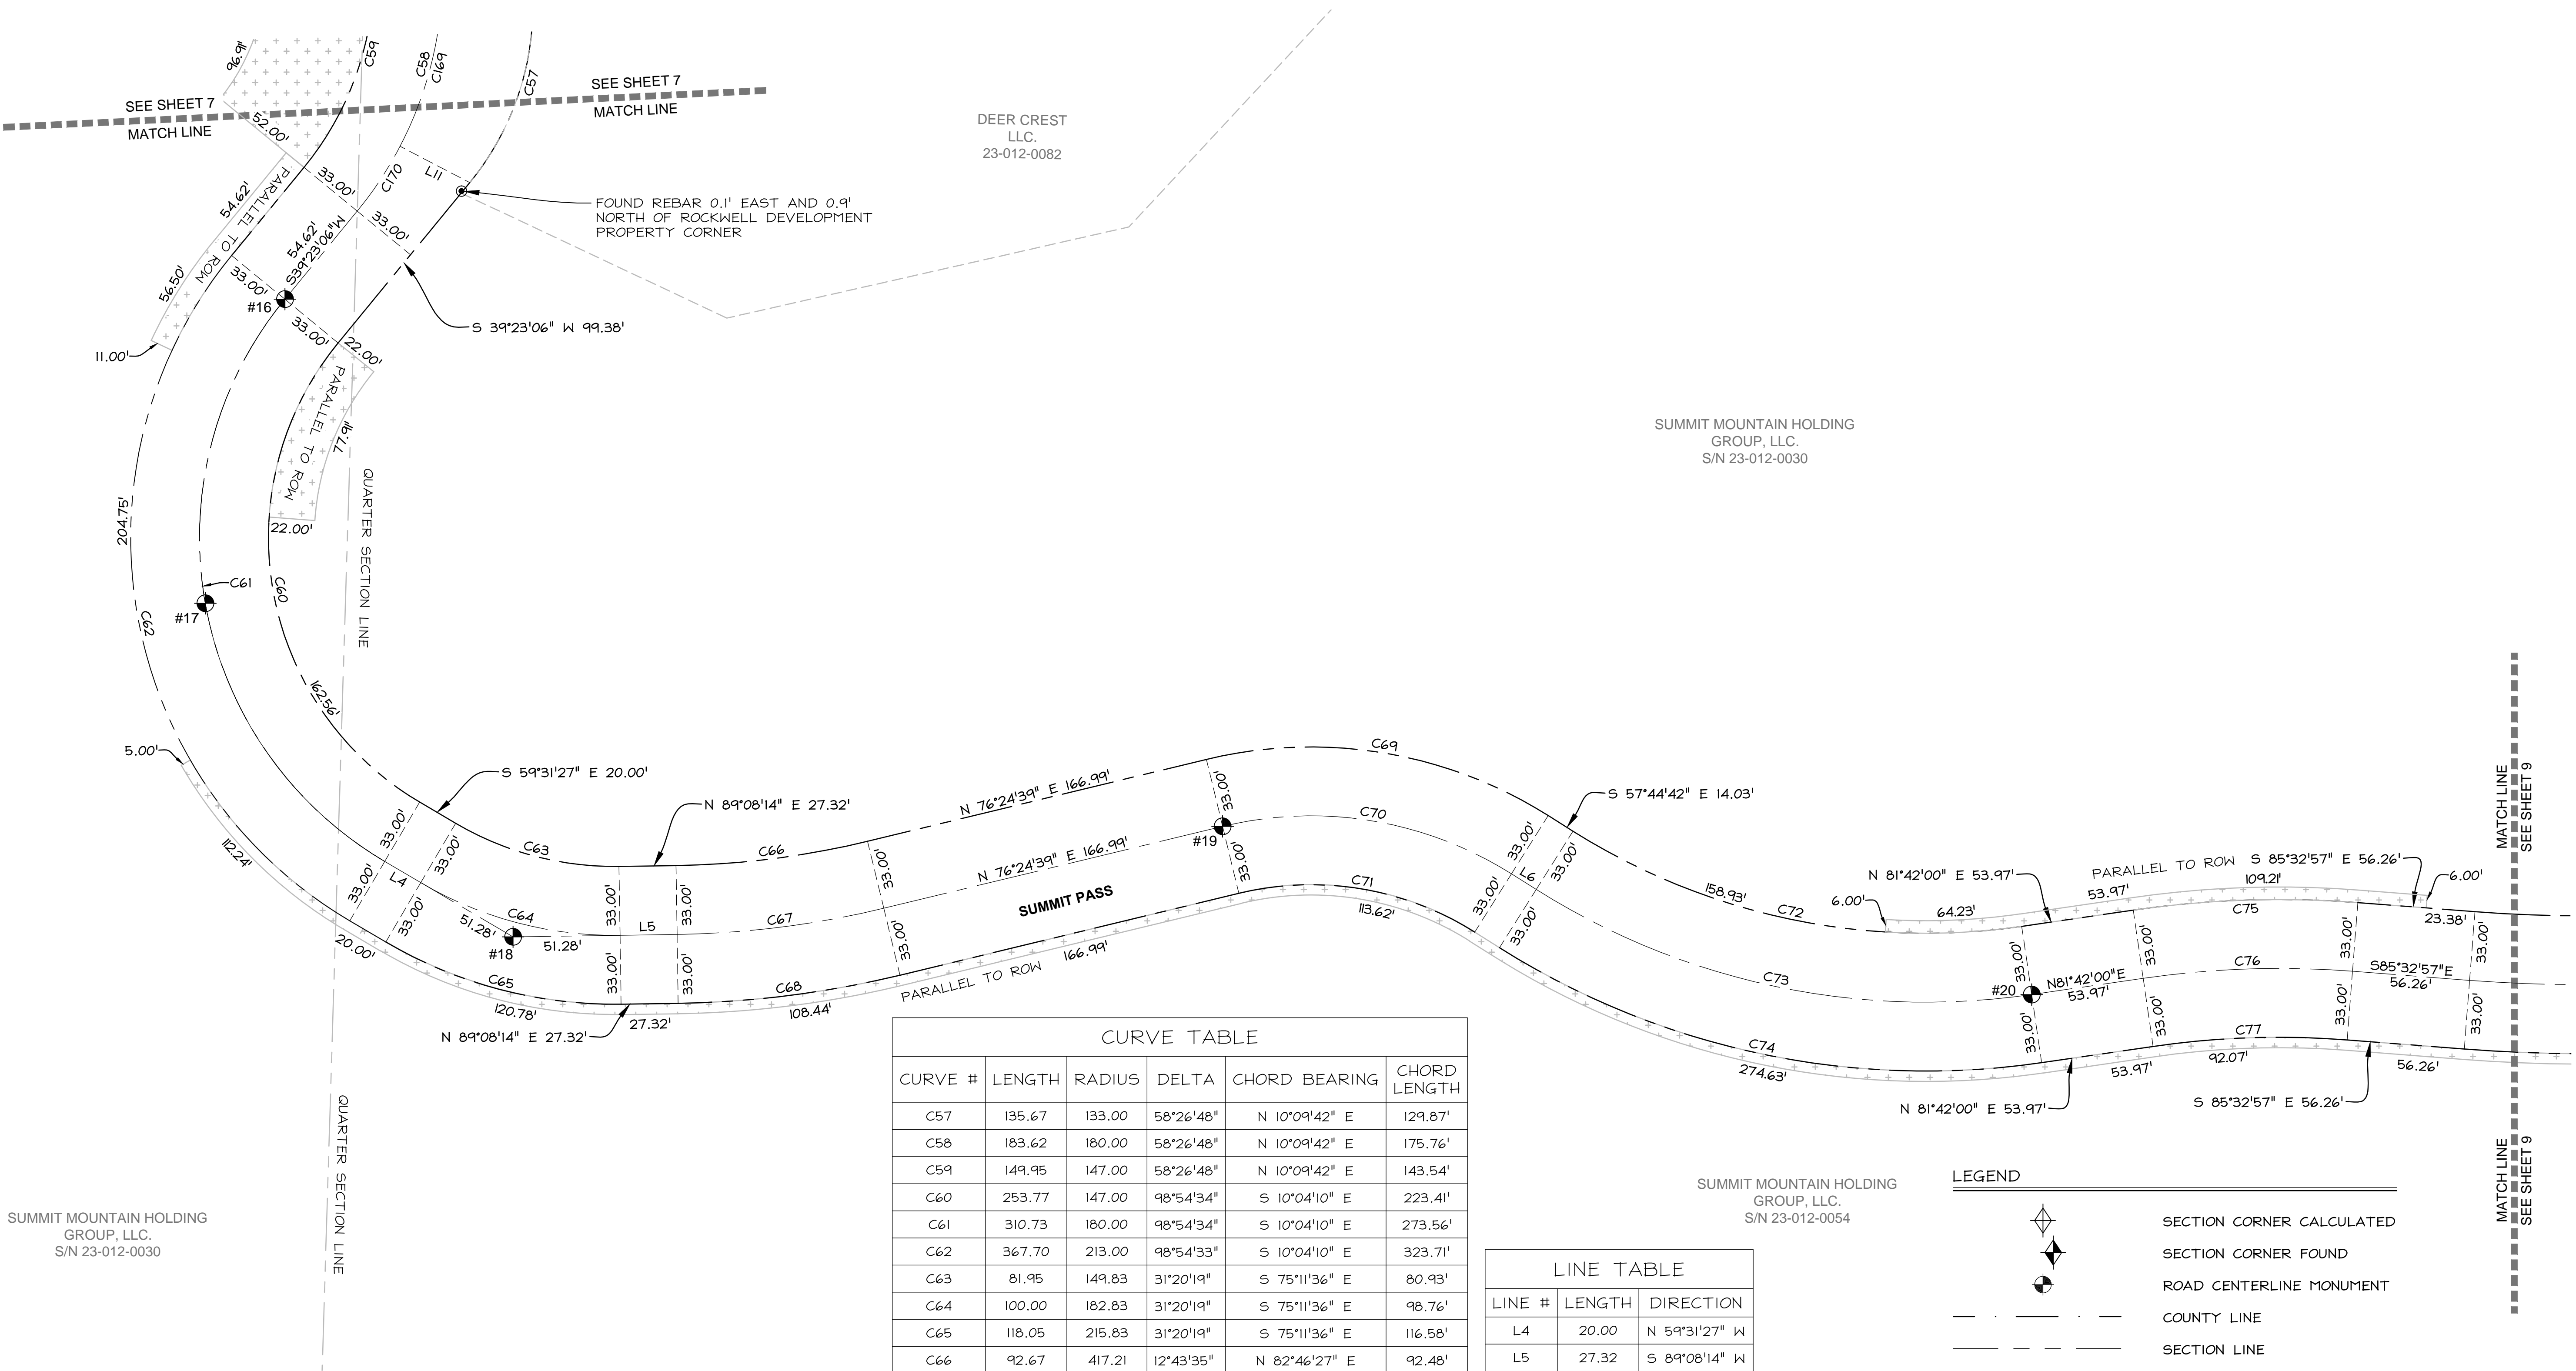 96.91'
C59
C58
C169
C57
SEE SHEET 7
MATCH LINE
SEE SHEET 7
MATCH LINE
52.00'
DEER CREST
LLC.
23-012-0082
PARALLEL TO ROW
54.62'
33.00'
C170
L11
33.00'
FOUND REBAR 0.1' EAST AND 0.9'
NORTH OF ROCKWELL DEVELOPMENT
PROPERTY CORNER
54.62'
S39°23'06"W
56.50'
33.00'
#16
33.00'
22.00'
S 39°23'06" W 99.38'
11.00'
PARALLEL TO ROW
77.91'
22.00'
QUARTER SECTION LINE
SUMMIT MOUNTAIN HOLDING
GROUP, LLC.
S/N 23-012-0030
204.75'
C61
C60
#17
C62
162.56'
5.00'
S 59°31'27" E 20.00'
112.24'
33.00'
33.00'
L4
33.00'
33.00'
20.00'
C63
N 89°08'14" E 27.32'
C66
C64
51.28'
#18
51.28'
33.00'
33.00'
L5
33.00'
33.00'
C67
C65
120.78'
27.32'
N 89°08'14" E 27.32'
C68
108.44'
33.00'
33.00'
N 76°24'39" E 166.99'
N 76°24'39" E 166.99'
SUMMIT PASS
PARALLEL TO ROW
166.99'
33.00'
#19
33.00'
C69
C70
C71
113.62'
S 57°44'42" E 14.03'
33.00'
33.00'
L6
33.00'
33.00'
158.93'
C72
C73
C74
274.63'
6.00'
64.23'
N 81°42'00" E 53.97'
PARALLEL TO ROW
S 85°32'57" E 56.26'
53.97'
109.21'
6.00'
C75
23.38'
33.00'
33.00'
33.00'
33.00'
#20
N81°42'00"E
53.97'
C76
S85°32'57"E
56.26'
33.00'
33.00'
33.00'
33.00'
C77
53.97'
92.07'
56.26'
N 81°42'00" E 53.97'
S 85°32'57" E 56.26'
MATCH LINE
SEE SHEET 9
MATCH LINE
SEE SHEET 9
QUARTER SECTION LINE
SUMMIT MOUNTAIN HOLDING
GROUP, LLC.
S/N 23-012-0030
SUMMIT MOUNTAIN HOLDING
GROUP, LLC.
S/N 23-012-0054
CURVE TABLE
CURVE # LENGTH RADIUS DELTA CHORD BEARING CHORD LENGTH
C57 135.67 133.00 58°26'48" N 10°09'42" E 129.87'
C58 183.62 180.00 58°26'48" N 10°09'42" E 175.76'
C59 149.95 147.00 58°26'48" N 10°09'42" E 143.54'
C60 253.77 147.00 98°54'34" S 10°04'10" E 223.41'
C61 310.73 180.00 98°54'34" S 10°04'10" E 273.56'
C62 367.70 213.00 98°54'33" S 10°04'10" E 323.71'
C63 81.95 149.83 31°20'19" S 75°11'36" E 80.93'
C64 100.00 182.83 31°20'19" S 75°11'36" E 98.76'
C65 118.05 215.83 31°20'19" S 75°11'36" E 116.58'
C66 92.67 417.21 12°43'35" N 82°46'27" E 92.48'
LINE TABLE
LINE # LENGTH DIRECTION
L4 20.00 N 59°31'27" W
L5 27.32 S 89°08'14" W
LEGEND
SECTION CORNER CALCULATED
SECTION CORNER FOUND
ROAD CENTERLINE MONUMENT
COUNTY LINE
SECTION LINE